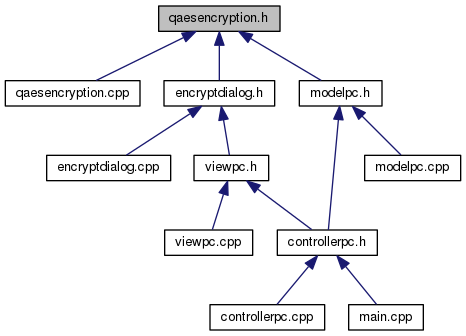 qaesencryption.h
qaesencryption.cpp
encryptdialog.h
modelpc.h
encryptdialog.cpp
viewpc.h
modelpc.cpp
viewpc.cpp
controllerpc.h
controllerpc.cpp
main.cpp